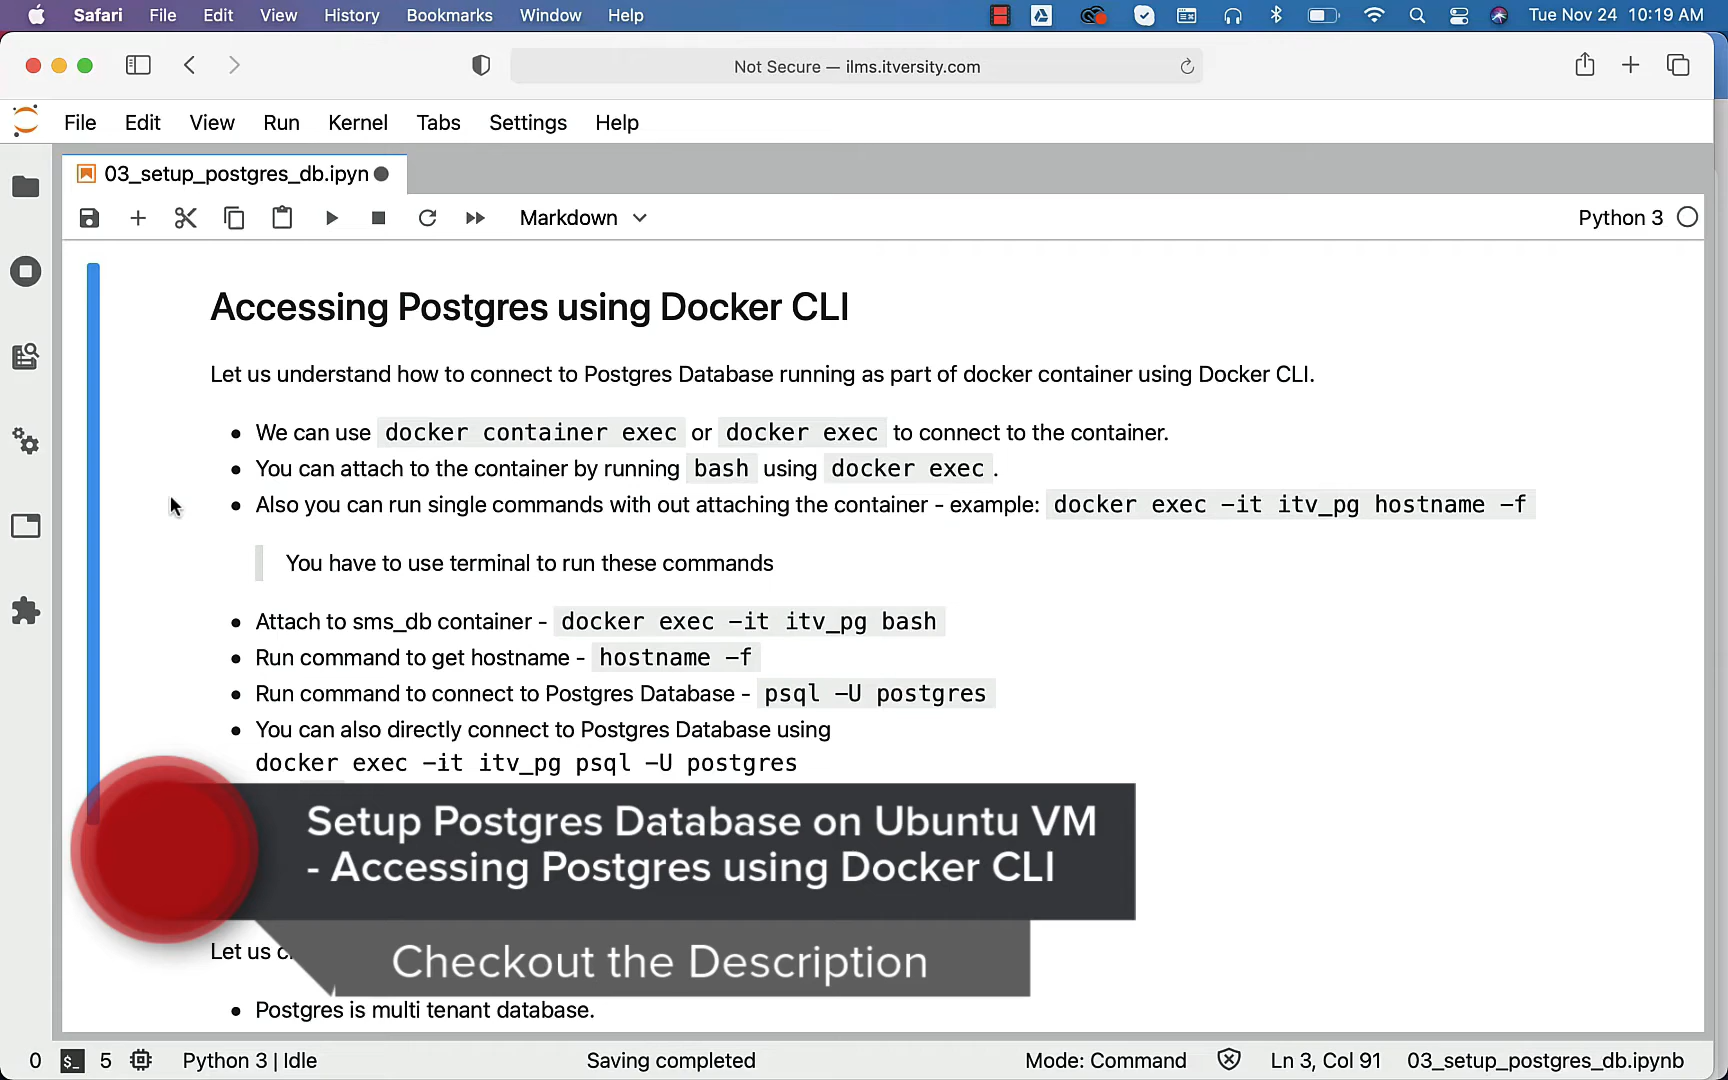 Safari File Edit View History Bookmarks Window Help Tue Nov 24 10:19 AM
Not Secure — ilms.itversity.com
File Edit View Run Kernel Tabs Settings Help
03_setup_postgres_db.ipyn
Markdown Python 3
Accessing Postgres using Docker CLI
Let us understand how to connect to Postgres Database running as part of docker container using Docker CLI.
• We can use docker container exec or docker exec to connect to the container.
• You can attach to the container by running bash using docker exec .
• Also you can run single commands with out attaching the container - example: docker exec -it itv_pg hostname -f
You have to use terminal to run these commands
• Attach to sms_db container - docker exec -it itv_pg bash
• Run command to get hostname - hostname -f
• Run command to connect to Postgres Database - psql -U postgres
• You can also directly connect to Postgres Database using
docker exec -it itv_pg psql -U postgres
Setup Postgres Database on Ubuntu VM
- Accessing Postgres using Docker CLI
Let us
Checkout the Description
• Postgres is multi tenant database.
0 $_ 5 Python 3 | Idle Saving completed Mode: Command Ln 3, Col 91 03_setup_postgres_db.ipynb